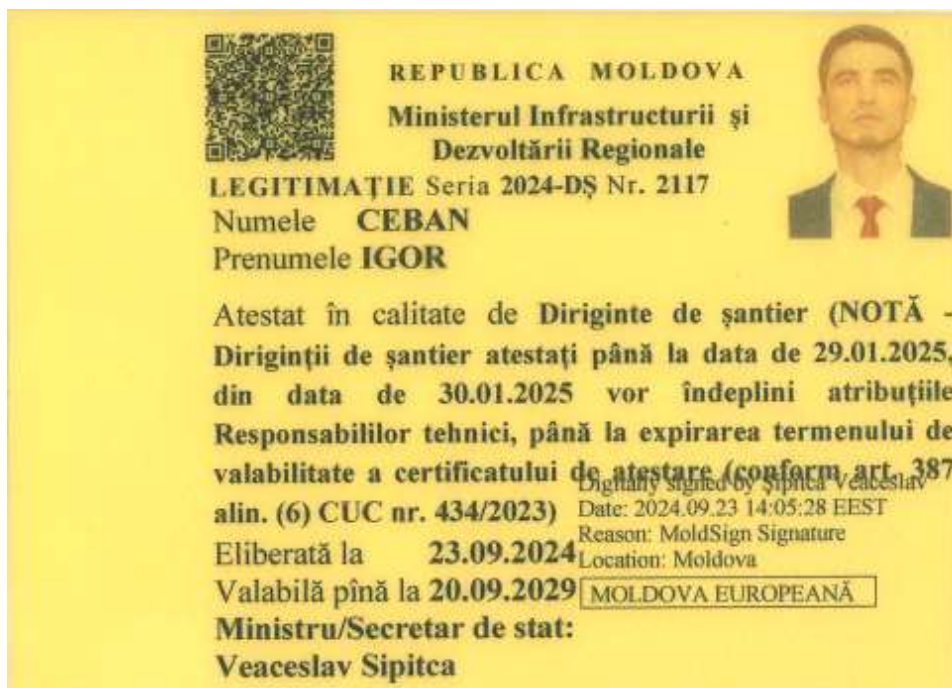 REPUBLICA MOLDOVA
Ministerul Infrastructurii și
Dezvoltării Regionale
LEGITIMAȚIE Seria 2024-DȘ Nr. 2117
Numele CEBAN
Prenumele IGOR
Atestat în calitate de Diriginte de șantier (NOTĂ -
Diriginții de șantier atestați până la data de 29.01.2025,
din data de 30.01.2025 vor îndeplini atribuțiile
Responsabililor tehnici, până la expirarea termenului de
valabilitate a certificatului de atestare (conform art. 387
alin. (6) CUC nr. 434/2023)
Digitally signed by Șipitca Veaceslav
Date: 2024.09.23 14:05:28 EEST
Reason: MoldSign Signature
Location: Moldova
MOLDOVA EUROPEANĂ
Eliberată la 23.09.2024
Valabilă pînă la 20.09.2029
Ministru/Secretar de stat:
Veaceslav Sipitca